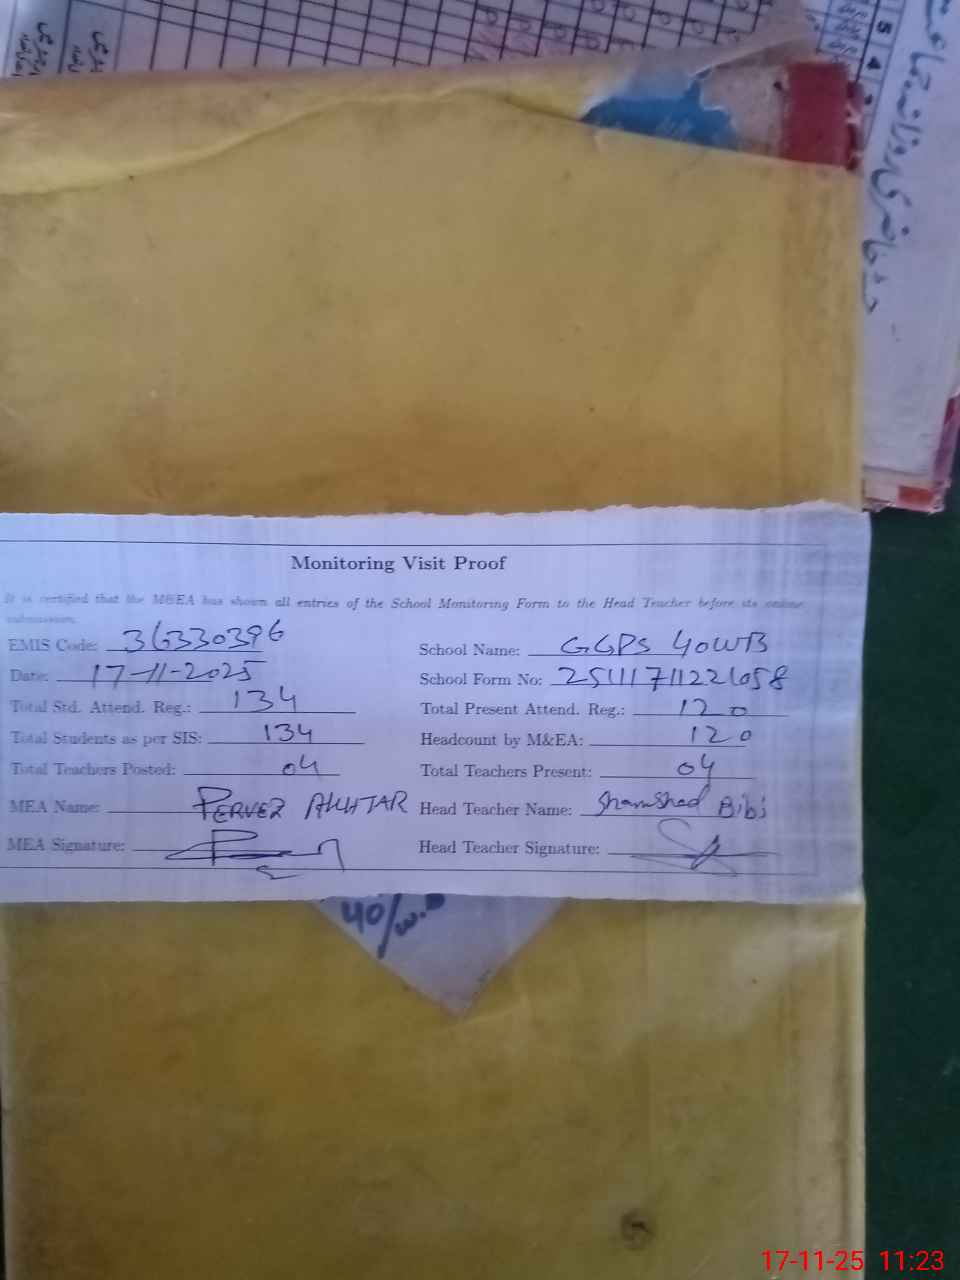 5
4
Monitoring Visit Proof
It is certified that the M&EA has shown all entries of the School Monitoring Form to the Head Teacher before its online submission.
EMIS Code: 36330396 School Name: GGPS 40WB
Date: 17-11-2025 School Form No:
Total Std. Attend. Reg.: 134 Total Present Attend. Reg.: 120
Total Students as per SIS: 134 Headcount by M&EA: 120
Total Teachers Posted: 04 Total Teachers Present: 04
MEA Name: PERVEZ AKHTAR Head Teacher Name: Shamshad Bibi
MEA Signature: Head Teacher Signature:
40/W.B
17-11-25 11:23